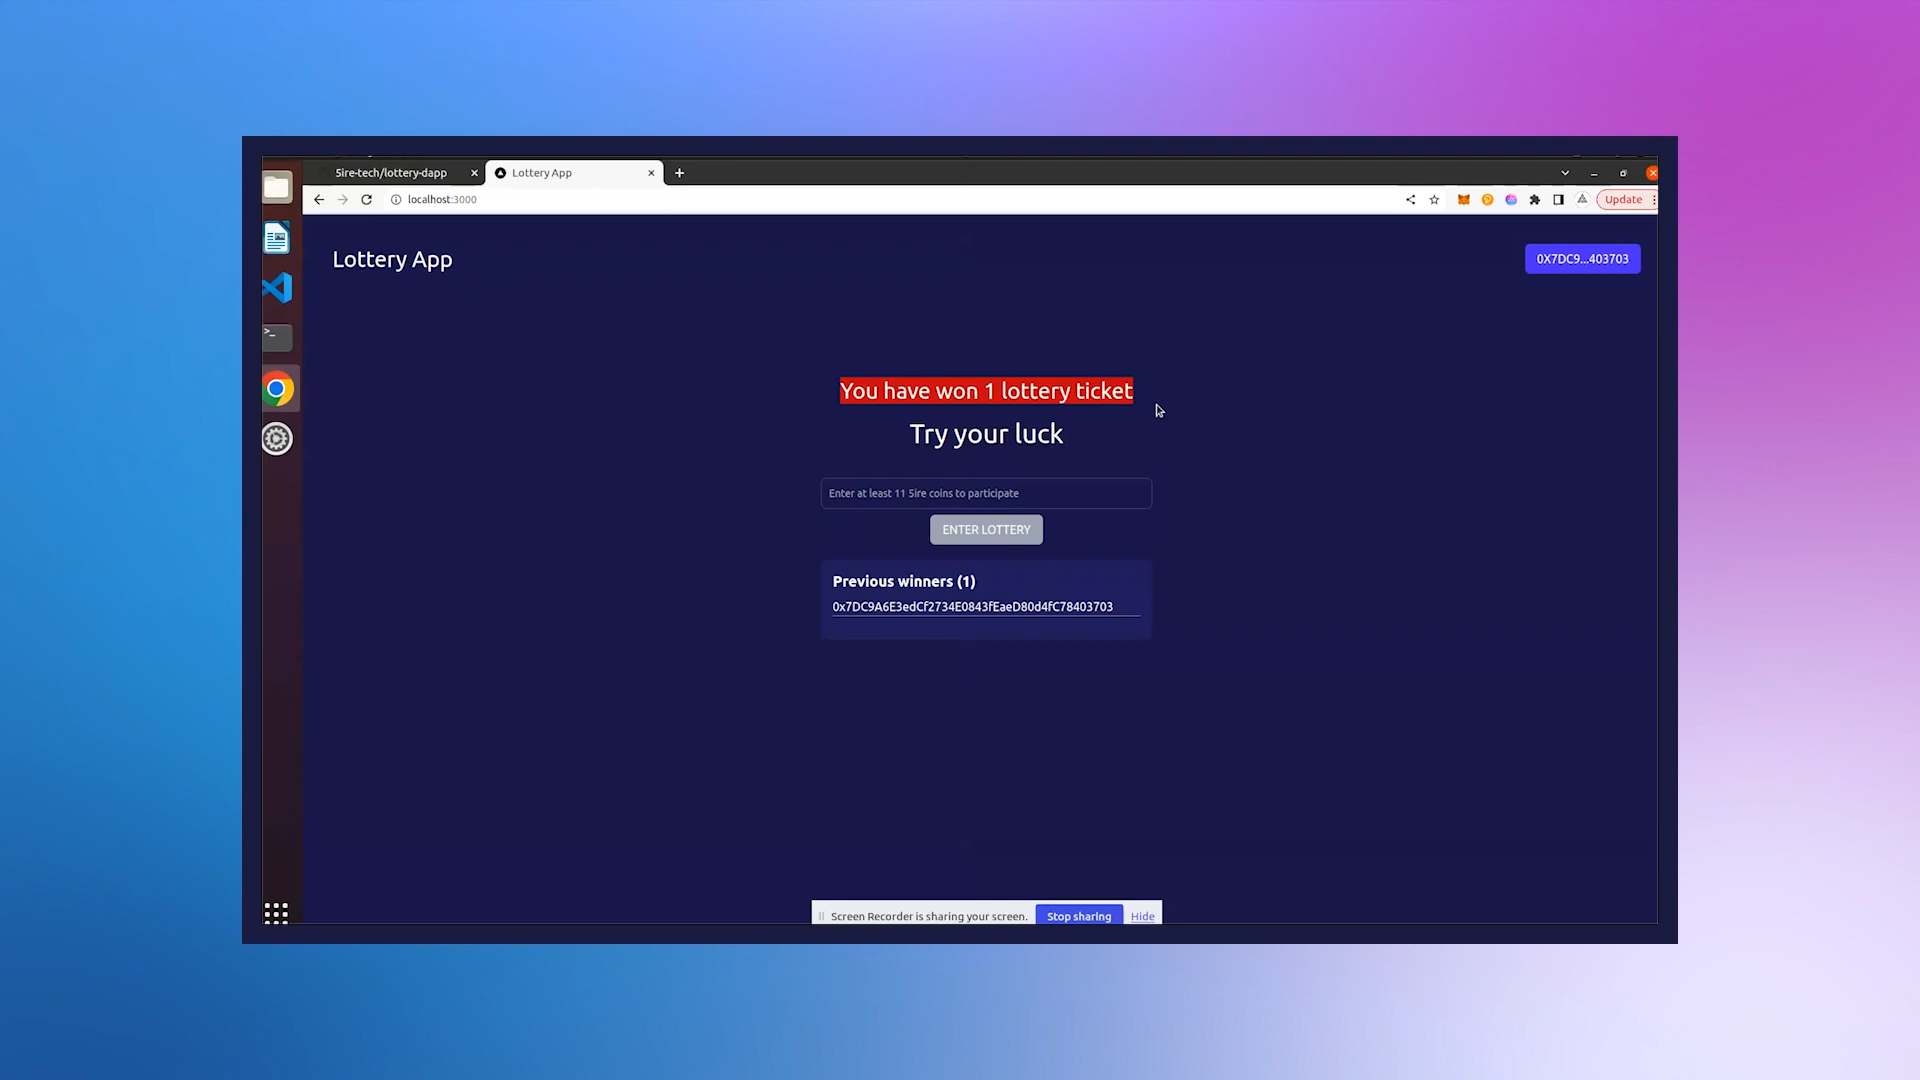 5ire-tech/lottery-dapp
Lottery App
localhost:3000
Update
Lottery App
0X7DC9...403703
You have won 1 lottery ticket
Try your luck
Enter at least 11 5ire coins to participate
ENTER LOTTERY
Previous winners (1)
0x7DC9A6E3edCf2734E0843fEaeD80d4fC78403703
Screen Recorder is sharing your screen.
Stop sharing
Hide